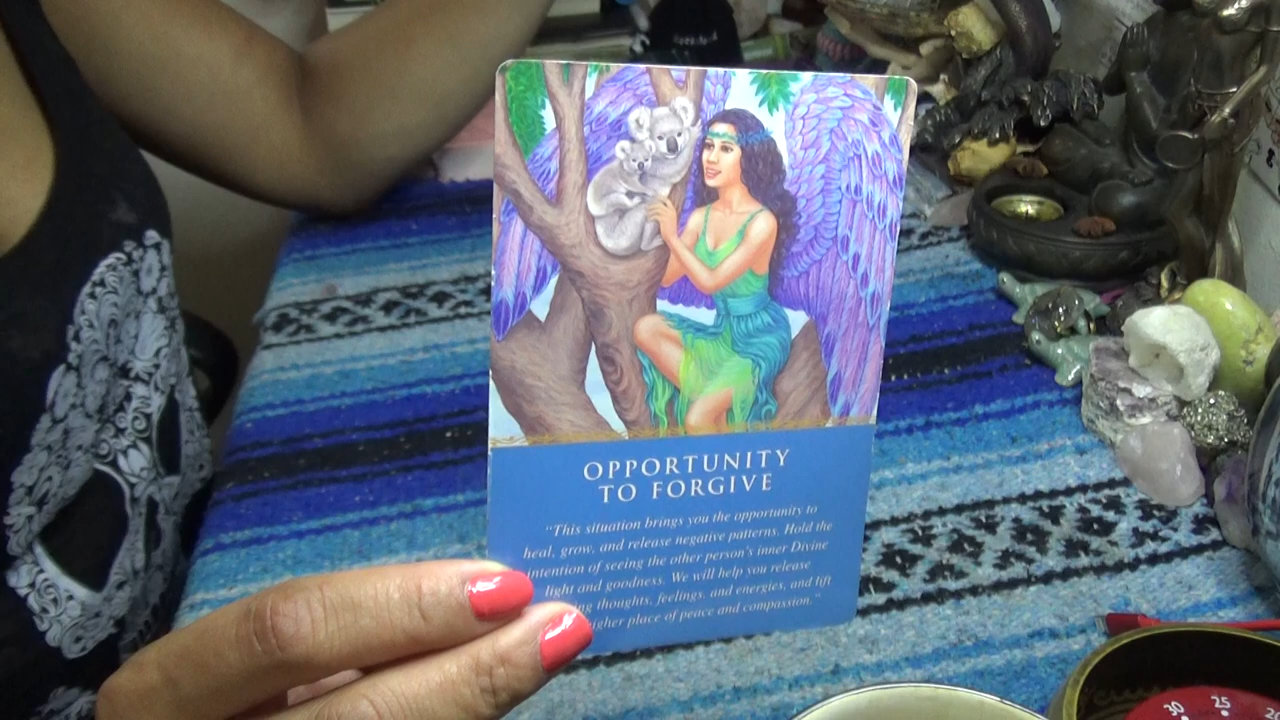 OPPORTUNITY
TO FORGIVE
"This situation brings you the opportunity to
heal, grow, and release negative patterns. Hold the
intention of seeing the other person's inner Divine
light and goodness. We will help you release
thoughts, feelings, and energies, and lift
place of peace and compassion."
30 25